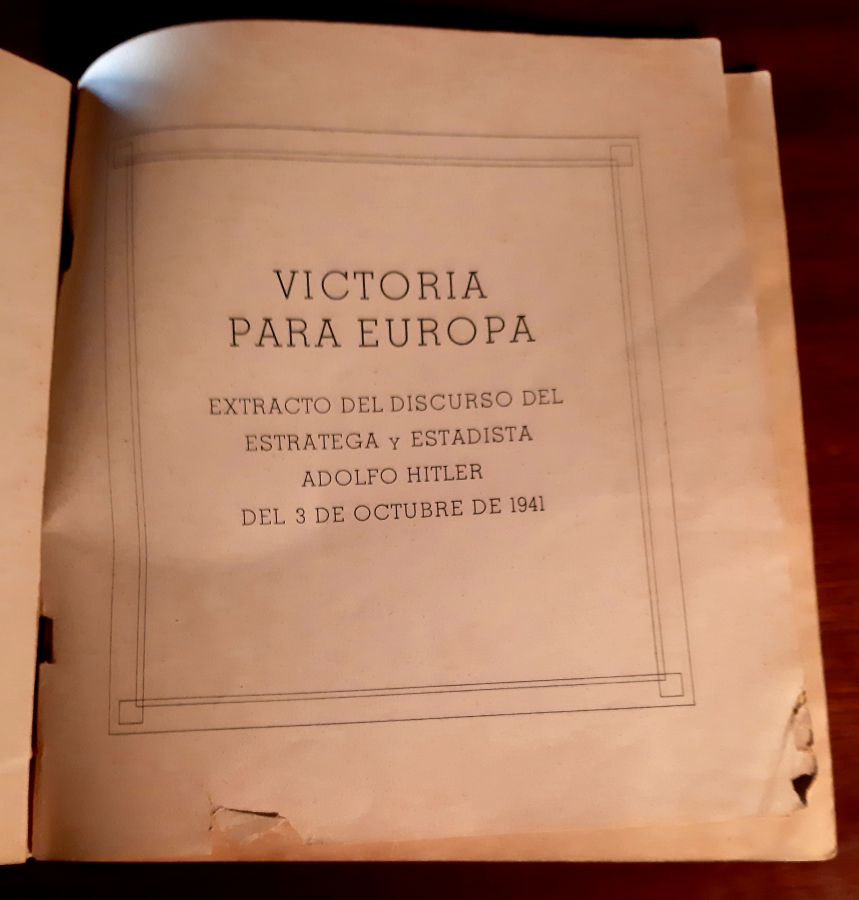 VICTORIA
PARA EUROPA
EXTRACTO DEL DISCURSO DEL
ESTRATEGA y ESTADISTA
ADOLFO HITLER
DEL 3 DE OCTUBRE DE 1941